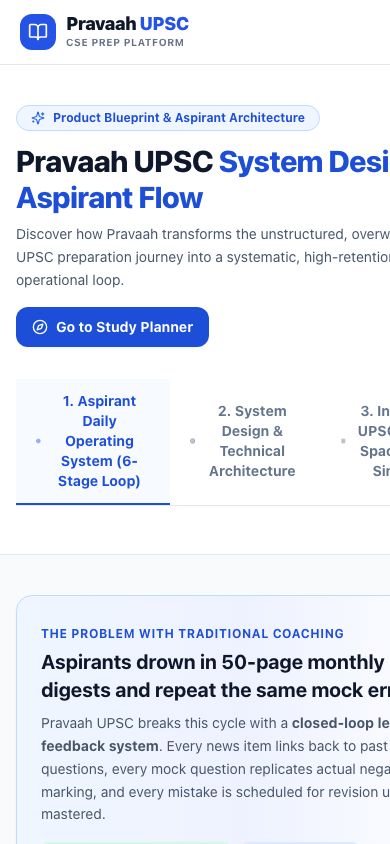 Pravaah UPSC
CSE PREP PLATFORM
Product Blueprint & Aspirant Architecture
Pravaah UPSC System Desi
Aspirant Flow
Discover how Pravaah transforms the unstructured, overw
UPSC preparation journey into a systematic, high-retention
operational loop.
Go to Study Planner
1. Aspirant
Daily
Operating
System (6-
Stage Loop)
2. System
Design &
Technical
Architecture
3. In
UPSC
Spac
Sir
THE PROBLEM WITH TRADITIONAL COACHING
Aspirants drown in 50-page monthly
digests and repeat the same mock err
Pravaah UPSC breaks this cycle with a closed-loop le
feedback system. Every news item links back to past
questions, every mock question replicates actual nega
marking, and every mistake is scheduled for revision u
mastered.